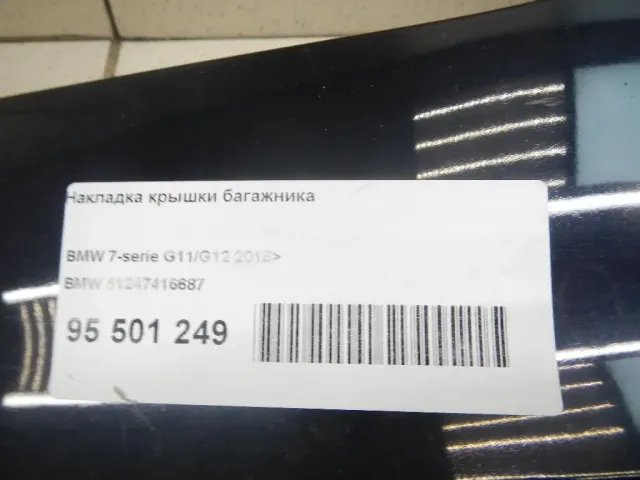 Накладка крышки багажника
BMW 7-serie G11/G12 2015>
BMW 51247416687
95 501 249